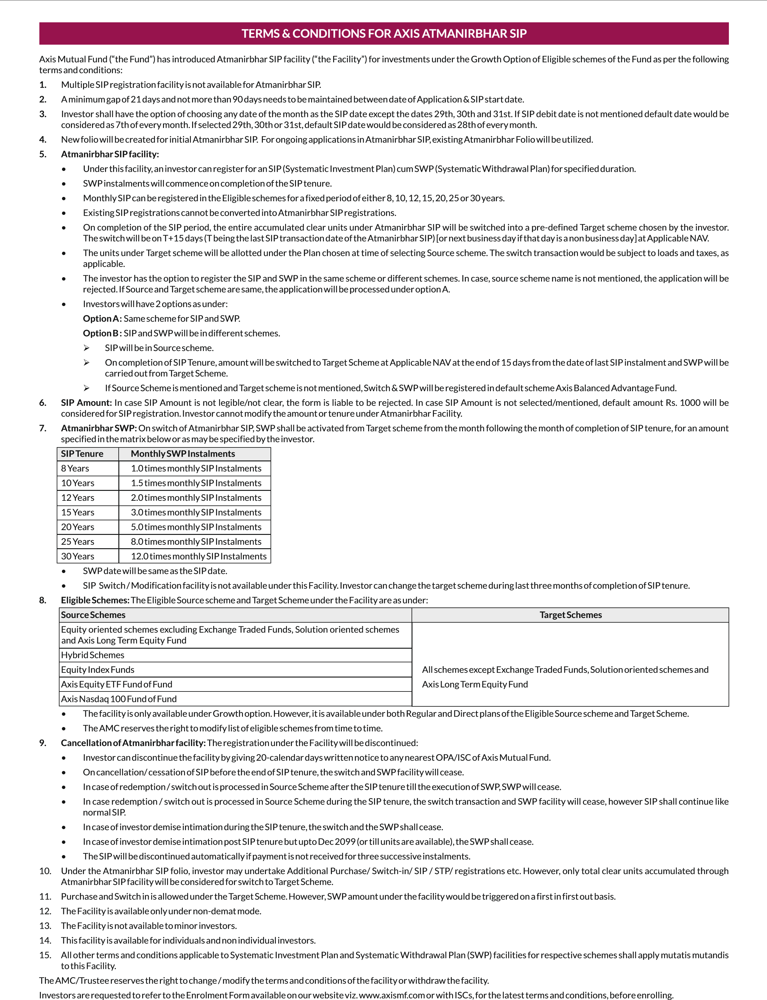 TERMS & CONDITIONS FOR AXIS ATMANIRBHAR SIP
Axis Mutual Fund (“the Fund”) has introduced Atmanirbhar SIP facility (“the Facility”) for investments under the Growth Option of Eligible schemes of the Fund as per the following
terms and conditions:
1. Multiple SIP registration facility is not available for Atmanirbhar SIP.
2. A minimum gap of 21 days and not more than 90 days needs to be maintained between date of Application & SIP start date.
3. Investor shall have the option of choosing any date of the month as the SIP date except the dates 29th, 30th and 31st. If SIP debit date is not mentioned default date would be
considered as 7th of every month. If selected 29th, 30th or 31st, default SIP date would be considered as 28th of every month.
4. New folio will be created for initial Atmanirbhar SIP. For ongoing applications in Atmanirbhar SIP, existing Atmanirbhar Folio will be utilized.
5. Atmanirbhar SIP facility:
• Under this facility, an investor can register for an SIP (Systematic Investment Plan) cum SWP (Systematic Withdrawal Plan) for specified duration.
• SWP instalments will commence on completion of the SIP tenure.
• Monthly SIP can be registered in the Eligible schemes for a fixed period of either 8, 10, 12, 15, 20, 25 or 30 years.
• Existing SIP registrations cannot be converted into Atmanirbhar SIP registrations.
• On completion of the SIP period, the entire accumulated clear units under Atmanirbhar SIP will be switched into a pre-defined Target scheme chosen by the investor.
The switch will be on T+15 days (T being the last SIP transaction date of the Atmanirbhar SIP) [or next business day if that day is a non business day] at Applicable NAV.
• The units under Target scheme will be allotted under the Plan chosen at time of selecting Source scheme. The switch transaction would be subject to loads and taxes, as
applicable.
• The investor has the option to register the SIP and SWP in the same scheme or different schemes. In case, source scheme name is not mentioned, the application will be
rejected. If Source and Target scheme are same, the application will be processed under option A.
• Investors will have 2 options as under:
Option A : Same scheme for SIP and SWP.
Option B : SIP and SWP will be in different schemes.
➢ SIP will be in Source scheme.
➢ On completion of SIP Tenure, amount will be switched to Target Scheme at Applicable NAV at the end of 15 days from the date of last SIP instalment and SWP will be
carried out from Target Scheme.
➢ If Source Scheme is mentioned and Target scheme is not mentioned, Switch & SWP will be registered in default scheme Axis Balanced Advantage Fund.
6. SIP Amount: In case SIP Amount is not legible/not clear, the form is liable to be rejected. In case SIP Amount is not selected/mentioned, default amount Rs. 1000 will be
considered for SIP registration. Investor cannot modify the amount or tenure under Atmanirbhar Facility.
7. Atmanirbhar SWP: On switch of Atmanirbhar SIP, SWP shall be activated from Target scheme from the month following the month of completion of SIP tenure, for an amount
specified in the matrix below or as may be specified by the investor.
SIP Tenure Monthly SWP Instalments
8 Years 1.0 times monthly SIP Instalments
10 Years 1.5 times monthly SIP Instalments
12 Years 2.0 times monthly SIP Instalments
15 Years 3.0 times monthly SIP Instalments
20 Years 5.0 times monthly SIP Instalments
25 Years 8.0 times monthly SIP Instalments
30 Years 12.0 times monthly SIP Instalments
• SWP date will be same as the SIP date.
• SIP Switch / Modification facility is not available under this Facility. Investor can change the target scheme during last three months of completion of SIP tenure.
8. Eligible Schemes: The Eligible Source scheme and Target Scheme under the Facility are as under:
Source Schemes Target Schemes
Equity oriented schemes excluding Exchange Traded Funds, Solution oriented schemes
and Axis Long Term Equity Fund
Hybrid Schemes
Equity Index Funds All schemes except Exchange Traded Funds, Solution oriented schemes and
Axis Equity ETF Fund of Fund Axis Long Term Equity Fund
Axis Nasdaq 100 Fund of Fund
• The facility is only available under Growth option. However, it is available under both Regular and Direct plans of the Eligible Source scheme and Target Scheme.
• The AMC reserves the right to modify list of eligible schemes from time to time.
9. Cancellation of Atmanirbhar facility: The registration under the Facility will be discontinued:
• Investor can discontinue the facility by giving 20-calendar days written notice to any nearest OPA/ISC of Axis Mutual Fund.
• On cancellation/ cessation of SIP before the end of SIP tenure, the switch and SWP facility will cease.
• In case of redemption / switch out is processed in Source Scheme after the SIP tenure till the execution of SWP, SWP will cease.
• In case redemption / switch out is processed in Source Scheme during the SIP tenure, the switch transaction and SWP facility will cease, however SIP shall continue like
normal SIP.
• In case of investor demise intimation during the SIP tenure, the switch and the SWP shall cease.
• In case of investor demise intimation post SIP tenure but upto Dec 2099 (or till units are available), the SWP shall cease.
• The SIP will be discontinued automatically if payment is not received for three successive instalments.
10. Under the Atmanirbhar SIP folio, investor may undertake Additional Purchase/ Switch-in/ SIP / STP/ registrations etc. However, only total clear units accumulated through
Atmanirbhar SIP facility will be considered for switch to Target Scheme.
11. Purchase and Switch in is allowed under the Target Scheme. However, SWP amount under the facility would be triggered on a first in first out basis.
12. The Facility is available only under non-demat mode.
13. The Facility is not available to minor investors.
14. This facility is available for individuals and non individual investors.
15. All other terms and conditions applicable to Systematic Investment Plan and Systematic Withdrawal Plan (SWP) facilities for respective schemes shall apply mutatis mutandis
to this Facility.
The AMC/Trustee reserves the right to change / modify the terms and conditions of the facility or withdraw the facility.
Investors are requested to refer to the Enrolment Form available on our website viz. www.axismf.com or with ISCs, for the latest terms and conditions, before enrolling.